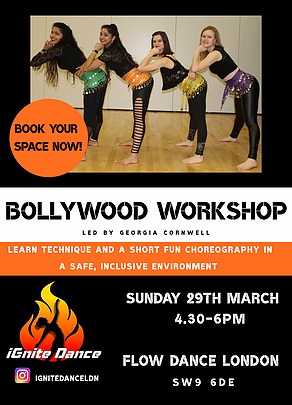 BOOK YOUR
SPACE NOW!
BOLLYWOOD WORKSHOP
LED BY GEORGIA CORNWELL
LEARN TECHNIQUE AND A SHORT FUN CHOREOGRAPHY IN
A SAFE, INCLUSIVE ENVIRONMENT
SUNDAY 29TH MARCH
4.30-6PM
iGnite Dance
IGNITEDANCELDN
FLOW DANCE LONDON
SW9 6DE